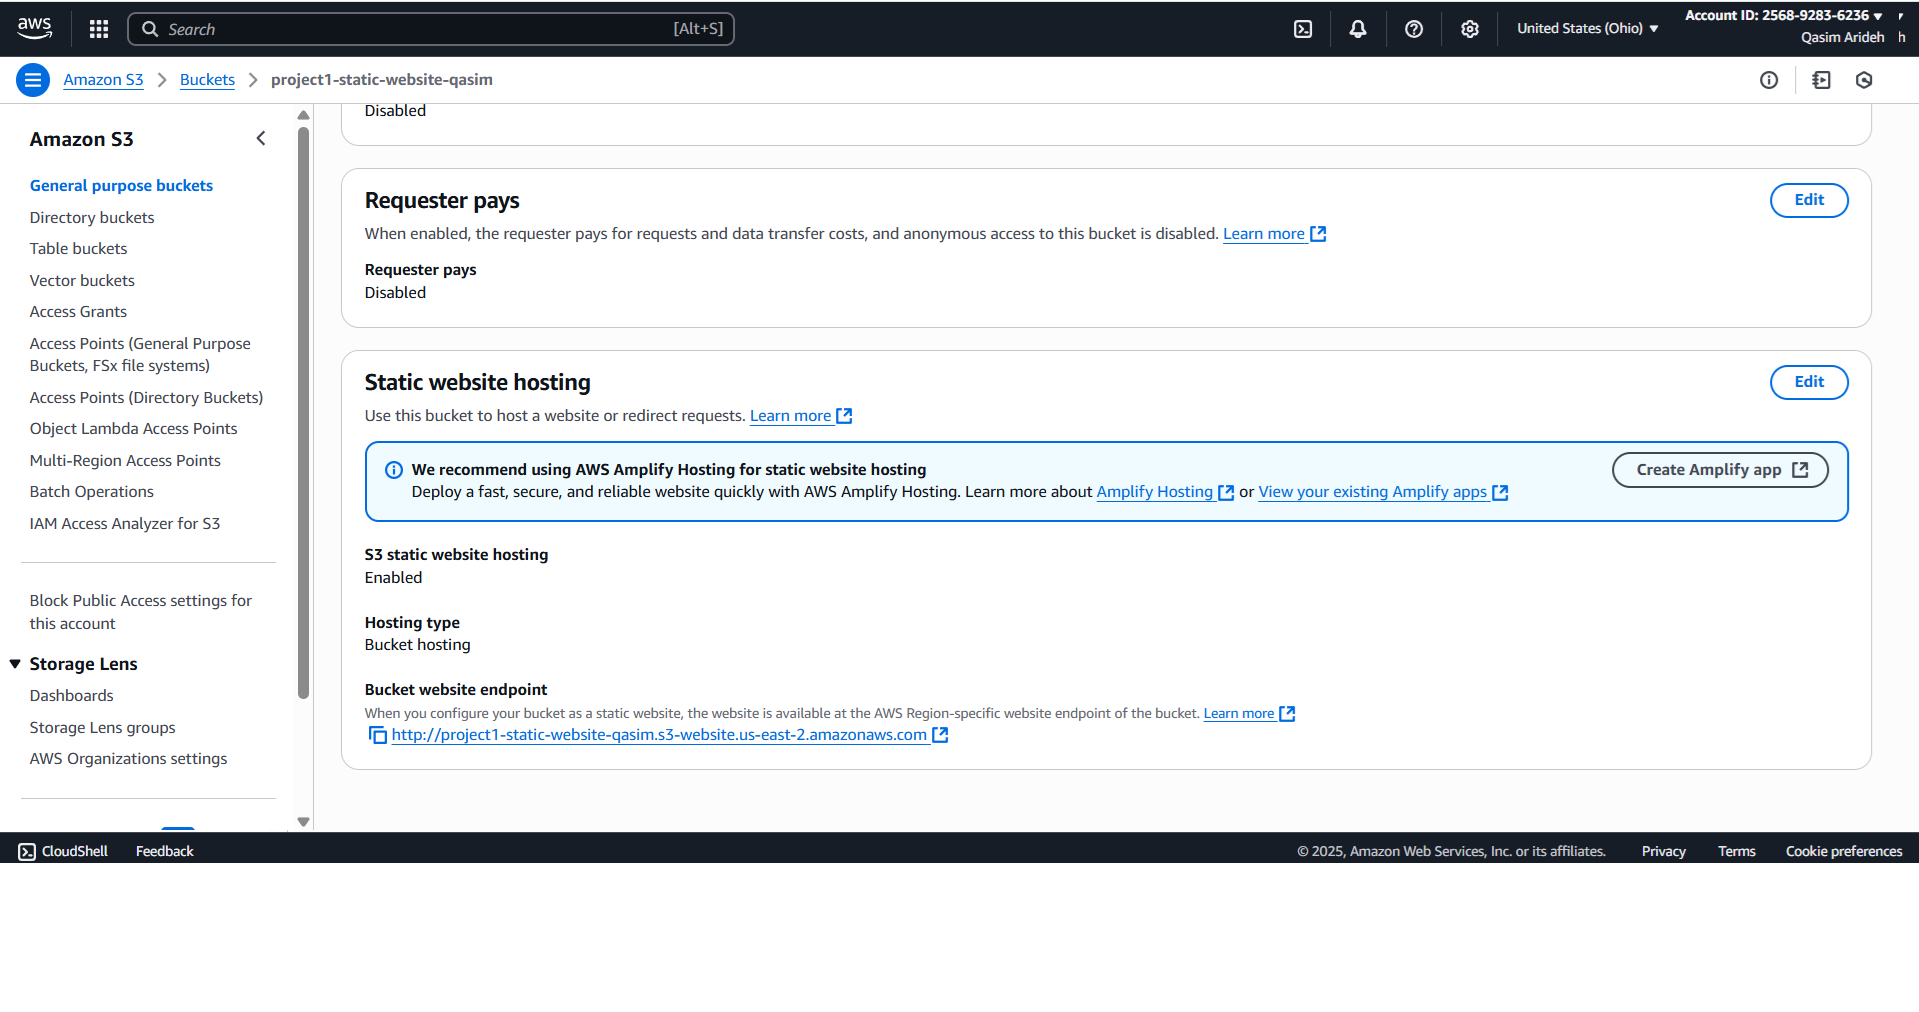 aws
Search [Alt+S]
United States (Ohio)
Account ID: 2568-9283-6236
Qasim Arideh h
Amazon S3 > Buckets > project1-static-website-qasim
Amazon S3
General purpose buckets
Directory buckets
Table buckets
Vector buckets
Access Grants
Access Points (General Purpose
Buckets, FSx file systems)
Access Points (Directory Buckets)
Object Lambda Access Points
Multi-Region Access Points
Batch Operations
IAM Access Analyzer for S3
Block Public Access settings for
this account
Storage Lens
Dashboards
Storage Lens groups
AWS Organizations settings
Disabled
Requester pays
Edit
When enabled, the requester pays for requests and data transfer costs, and anonymous access to this bucket is disabled. Learn more
Requester pays
Disabled
Static website hosting
Edit
Use this bucket to host a website or redirect requests. Learn more
We recommend using AWS Amplify Hosting for static website hosting
Deploy a fast, secure, and reliable website quickly with AWS Amplify Hosting. Learn more about Amplify Hosting or View your existing Amplify apps
Create Amplify app
S3 static website hosting
Enabled
Hosting type
Bucket hosting
Bucket website endpoint
When you configure your bucket as a static website, the website is available at the AWS Region-specific website endpoint of the bucket. Learn more
http://project1-static-website-qasim.s3-website.us-east-2.amazonaws.com
CloudShell Feedback
© 2025, Amazon Web Services, Inc. or its affiliates. Privacy Terms Cookie preferences